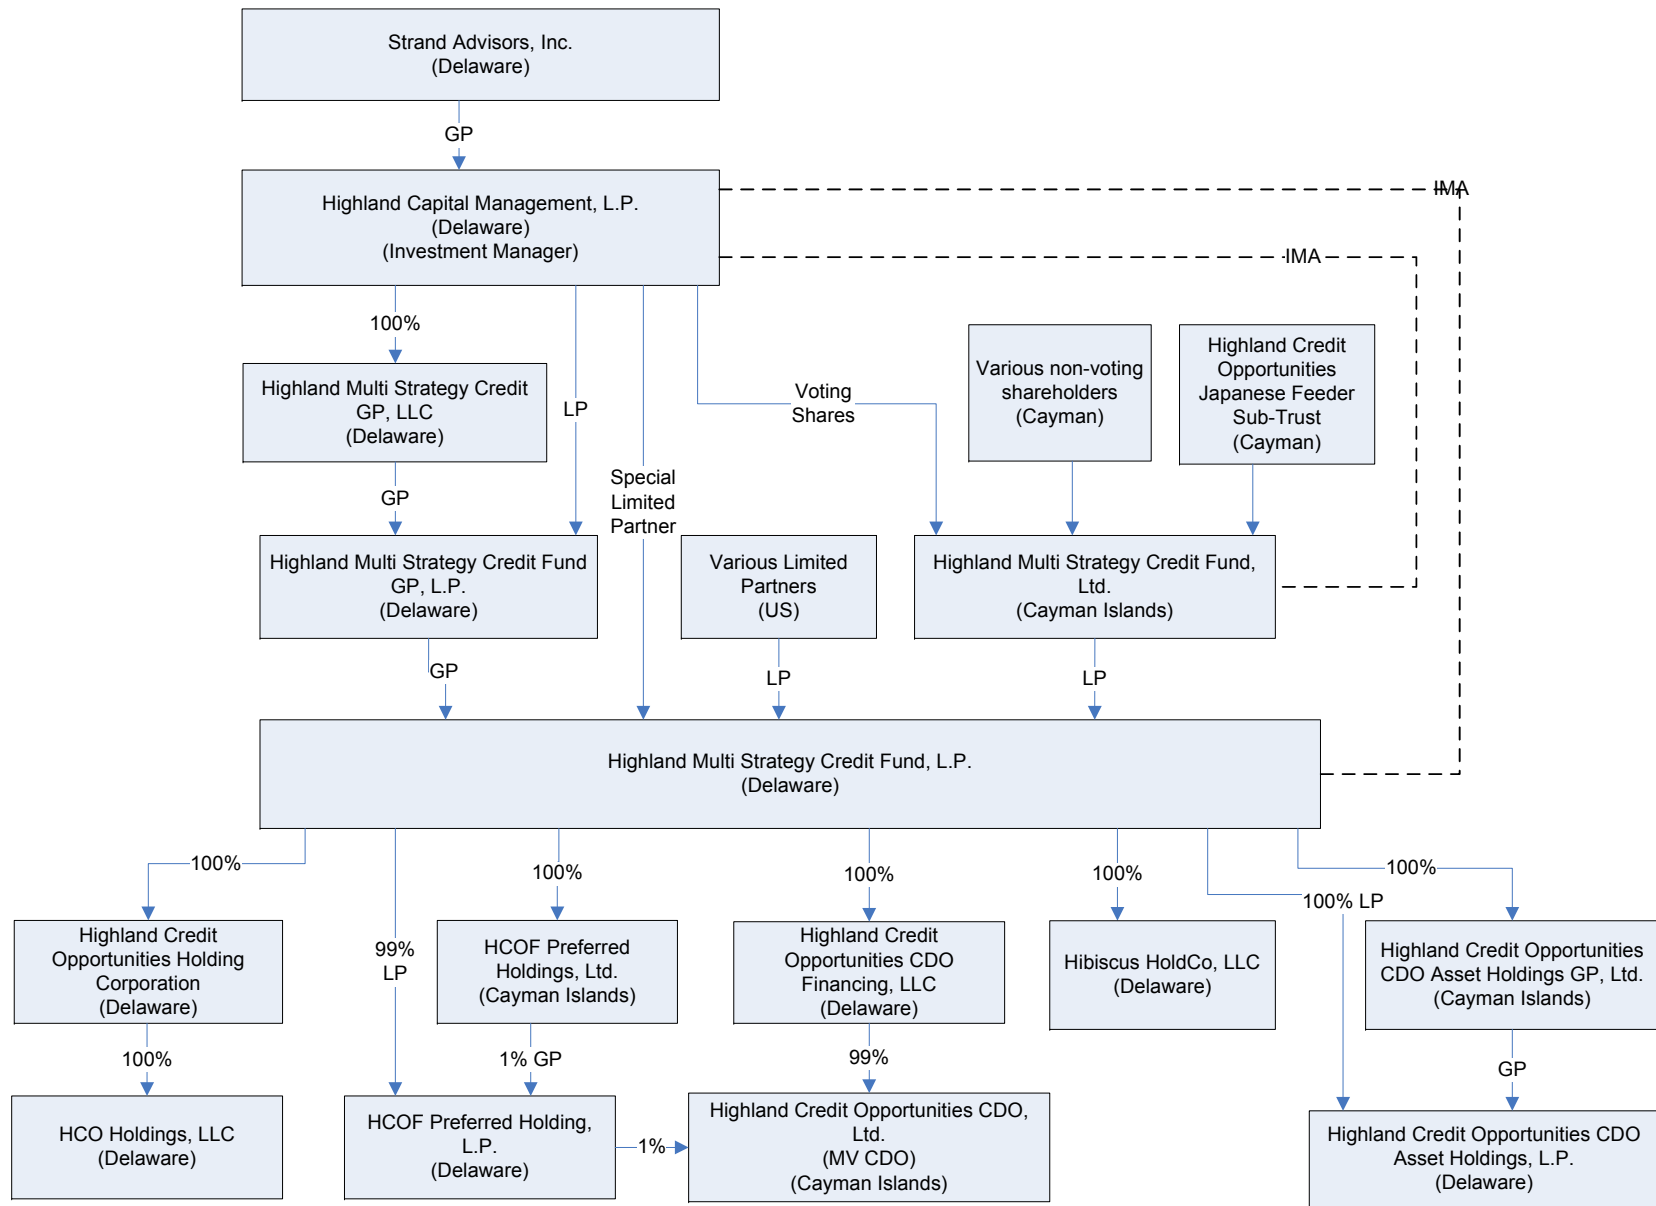 Strand Advisors, Inc.
(Delaware)
GP
Highland Capital Management, L.P.
(Delaware)
(Investment Manager)
IMA
IMA
100%
LP
Special
Limited
Partner
Voting
Shares
Highland Multi Strategy Credit
GP, LLC
(Delaware)
Various non-voting
shareholders
(Cayman)
Highland Credit
Opportunities
Japanese Feeder
Sub-Trust
(Cayman)
GP
Highland Multi Strategy Credit Fund
GP, L.P.
(Delaware)
Various Limited
Partners
(US)
Highland Multi Strategy Credit Fund,
Ltd.
(Cayman Islands)
GP
LP
LP
Highland Multi Strategy Credit Fund, L.P.
(Delaware)
100%
99%
LP
100%
100%
100%
100% LP
100%
Highland Credit
Opportunities Holding
Corporation
(Delaware)
HCOF Preferred
Holdings, Ltd.
(Cayman Islands)
Highland Credit
Opportunities CDO
Financing, LLC
(Delaware)
Hibiscus HoldCo, LLC
(Delaware)
Highland Credit Opportunities
CDO Asset Holdings GP, Ltd.
(Cayman Islands)
100%
1% GP
99%
GP
HCO Holdings, LLC
(Delaware)
HCOF Preferred Holding,
L.P.
(Delaware)
1%
Highland Credit Opportunities CDO,
Ltd.
(MV CDO)
(Cayman Islands)
Highland Credit Opportunities CDO
Asset Holdings, L.P.
(Delaware)